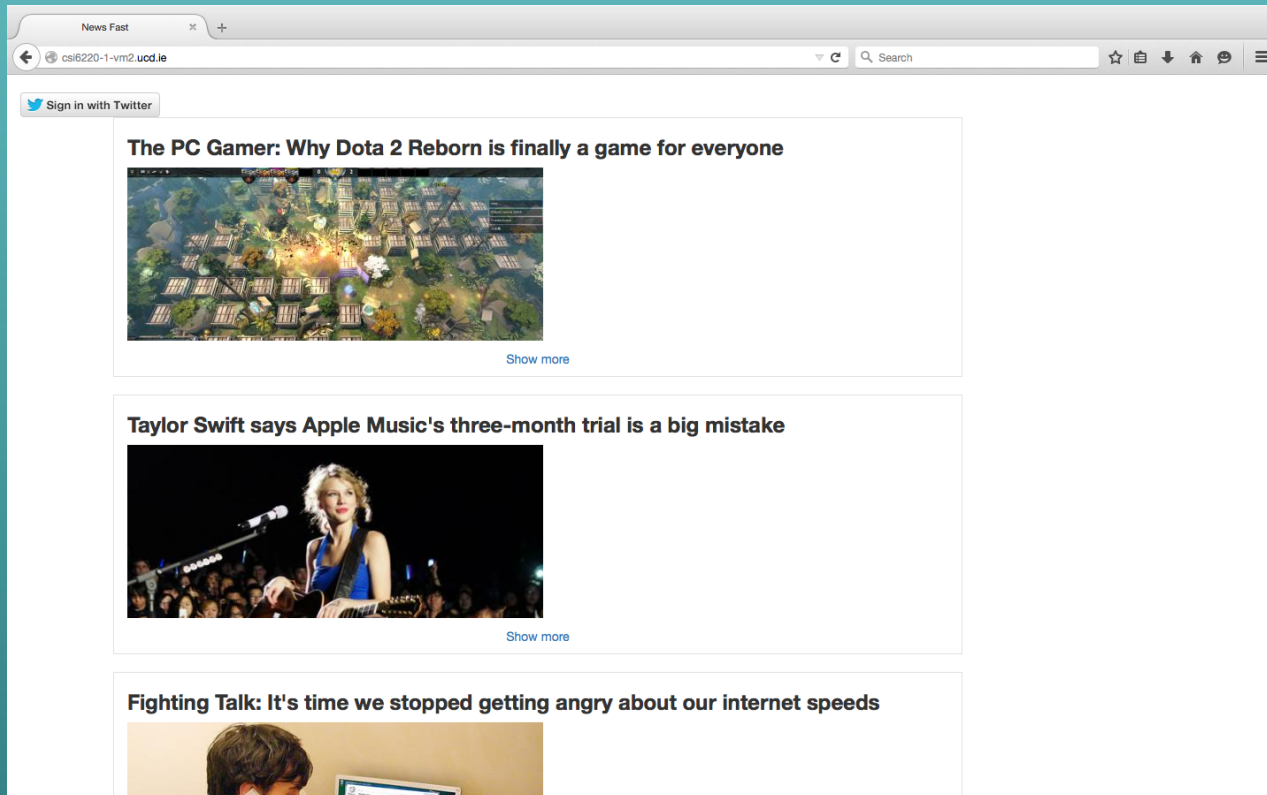 News Fast
csi6220-1-vm2.ucd.ie
Search
Sign in with Twitter
The PC Gamer: Why Dota 2 Reborn is finally a game for everyone
Show more
Taylor Swift says Apple Music's three-month trial is a big mistake
Show more
Fighting Talk: It's time we stopped getting angry about our internet speeds